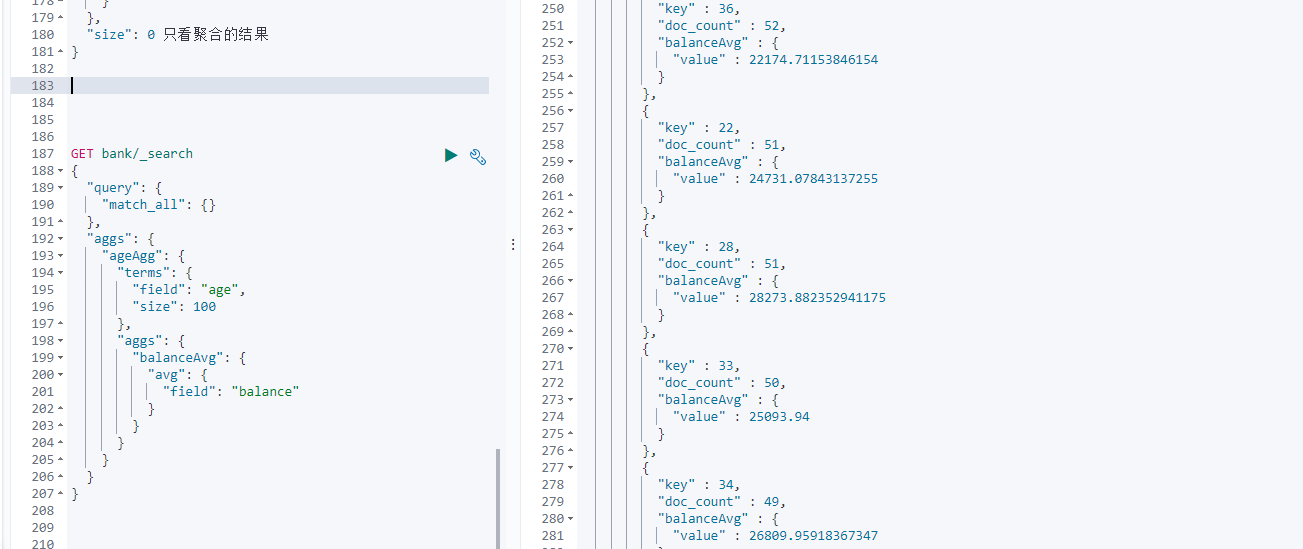 178
179 },
180 "size": 0 只看聚合的结果
181 }
182
183
184
185
186
187 GET bank/_search
188 {
189 "query": {
190 "match_all": {}
191 },
192 "aggs": {
193 "ageAgg": {
194 "terms": {
195 "field": "age",
196 "size": 100
197 },
198 "aggs": {
199 "balanceAvg": {
200 "avg": {
201 "field": "balance"
202 }
203 }
204 }
205 }
206 }
207 }
208
209
210
250 "key" : 36,
251 "doc_count" : 52,
252 "balanceAvg" : {
253 "value" : 22174.71153846154
254 }
255 },
256 {
257 "key" : 22,
258 "doc_count" : 51,
259 "balanceAvg" : {
260 "value" : 24731.07843137255
261 }
262 },
263 {
264 "key" : 28,
265 "doc_count" : 51,
266 "balanceAvg" : {
267 "value" : 28273.882352941175
268 }
269 },
270 {
271 "key" : 33,
272 "doc_count" : 50,
273 "balanceAvg" : {
274 "value" : 25093.94
275 }
276 },
277 {
278 "key" : 34,
279 "doc_count" : 49,
280 "balanceAvg" : {
281 "value" : 26809.95918367347